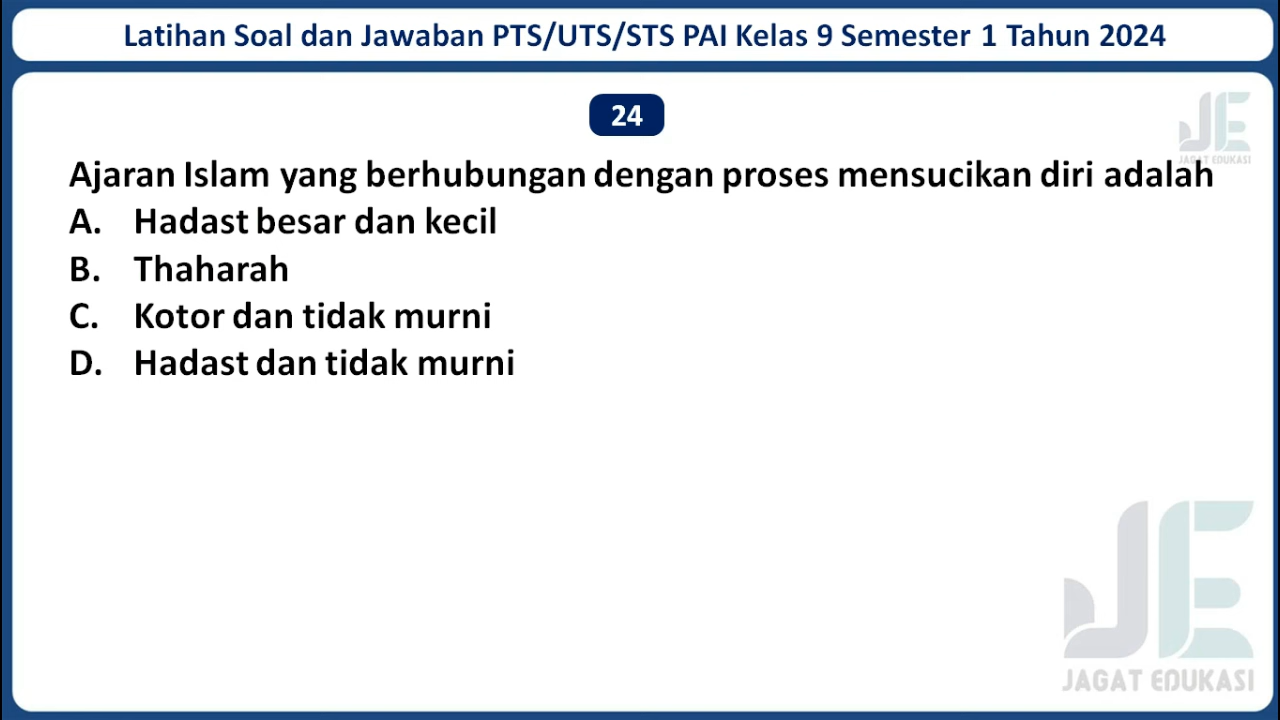 Latihan Soal dan Jawaban PTS/UTS/STS PAI Kelas 9 Semester 1 Tahun 2024
24
JE
JAGAT EDUKASI
Ajaran Islam yang berhubungan dengan proses mensucikan diri adalah
A. Hadast besar dan kecil
B. Thaharah
C. Kotor dan tidak murni
D. Hadast dan tidak murni
JE
JAGAT EDUKASI